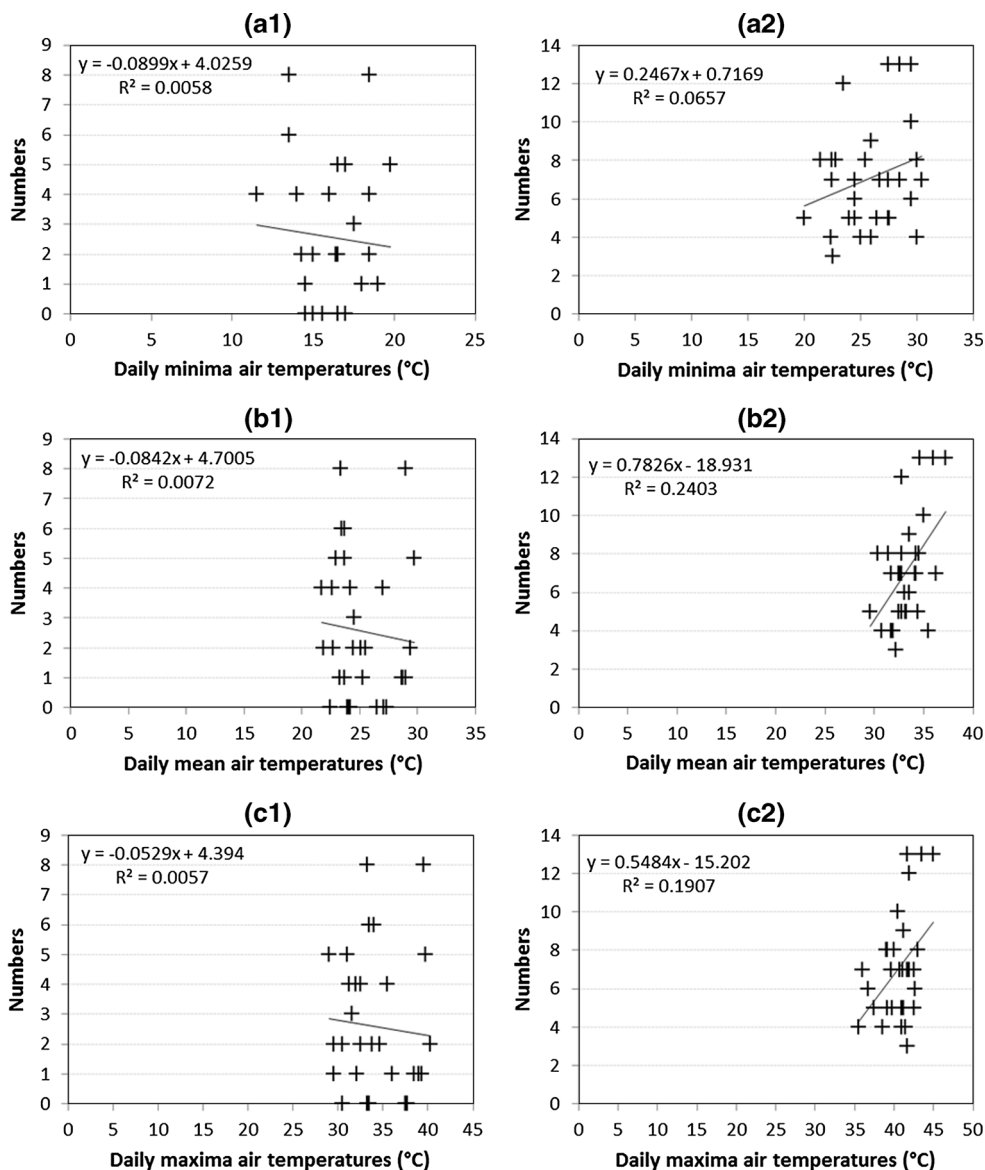 (a1)
y = -0.0899x + 4.0259
R² = 0.0058
9
8
7
6
5
4
3
2
1
0
Numbers
0 5 10 15 20 25
Daily minima air temperatures (°C)
(a2)
y = 0.2467x + 0.7169
R² = 0.0657
14
12
10
8
6
4
2
0
Numbers
0 5 10 15 20 25 30 35
Daily minima air temperatures (°C)
(b1)
y = -0.0842x + 4.7005
R² = 0.0072
9
8
7
6
5
4
3
2
1
0
Numbers
0 5 10 15 20 25 30 35
Daily mean air temperatures (°C)
(b2)
y = 0.7826x - 18.931
R² = 0.2403
14
12
10
8
6
4
2
0
Numbers
0 5 10 15 20 25 30 35 40
Daily mean air temperatures (°C)
(c1)
y = -0.0529x + 4.394
R² = 0.0057
9
8
7
6
5
4
3
2
1
0
Numbers
0 5 10 15 20 25 30 35 40 45
Daily maxima air temperatures (°C)
(c2)
y = 0.5484x - 15.202
R² = 0.1907
14
12
10
8
6
4
2
0
Numbers
0 5 10 15 20 25 30 35 40 45 50
Daily maxima air temperatures (°C)